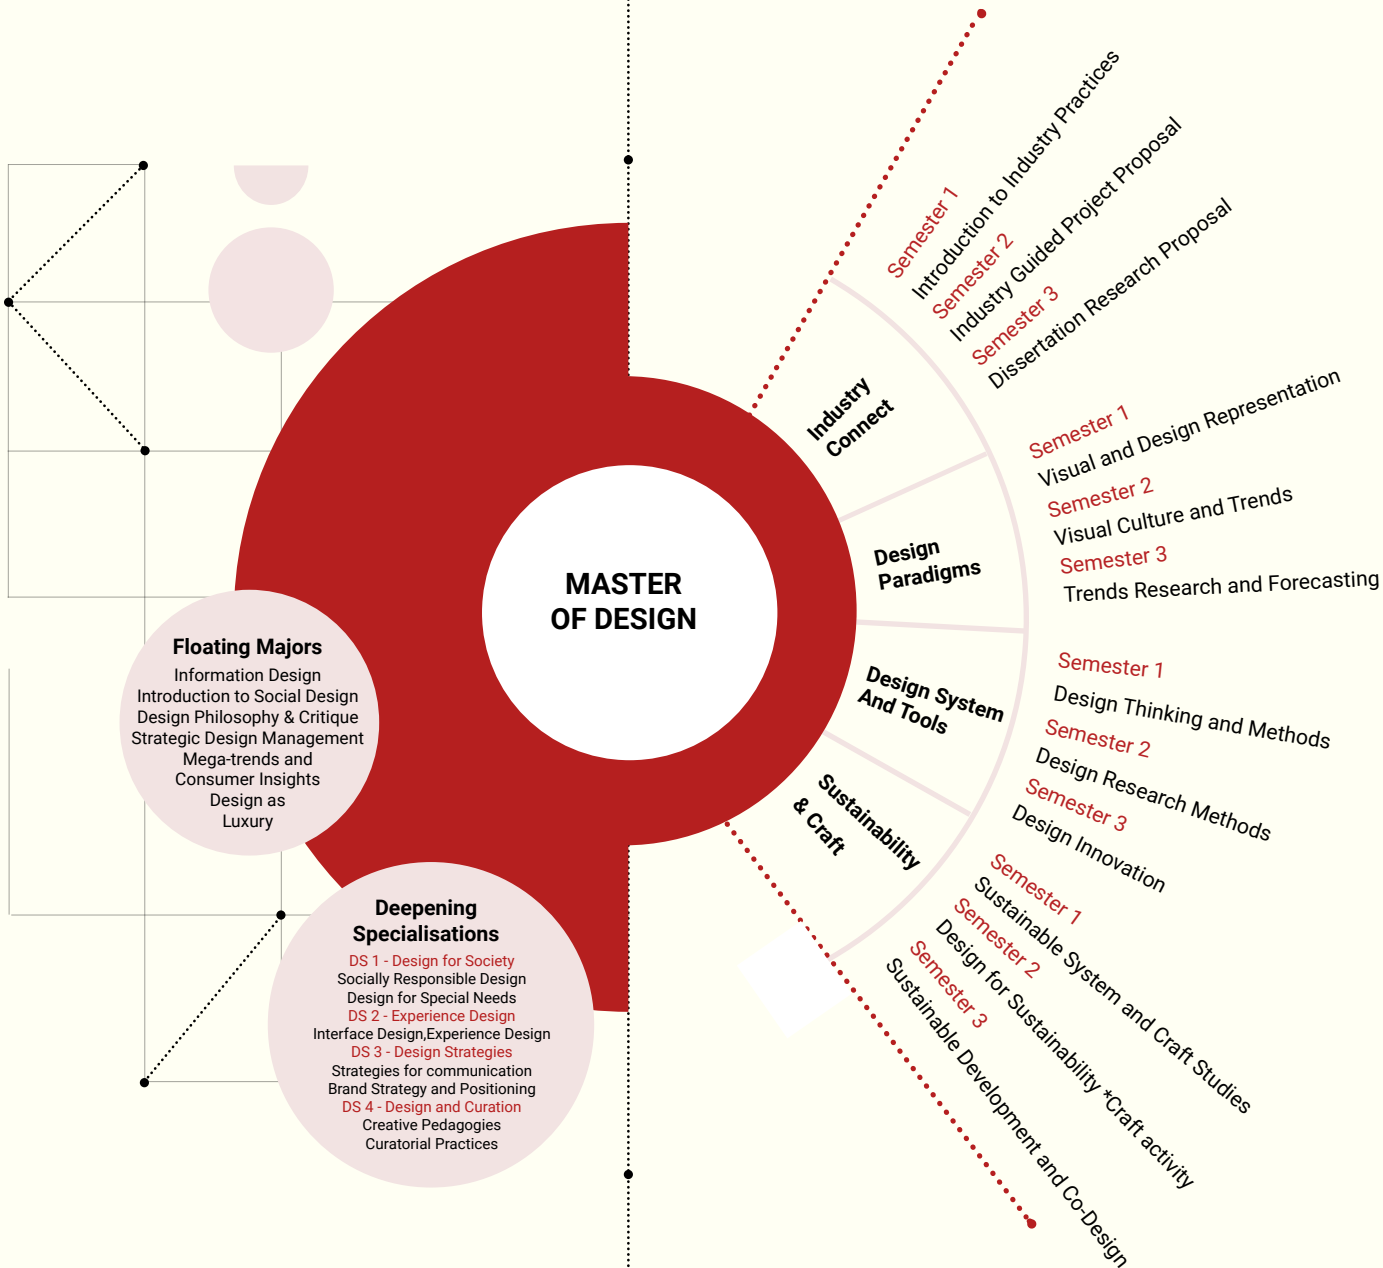 MASTER
OF DESIGN
Industry
Connect
Semester 1
Introduction to Industry Practices
Semester 2
Industry Guided Project Proposal
Semester 3
Dissertation Research Proposal
Design
Paradigms
Semester 1
Visual and Design Representation
Semester 2
Visual Culture and Trends
Semester 3
Trends Research and Forecasting
Design System
And Tools
Semester 1
Design Thinking and Methods
Semester 2
Design Research Methods
Semester 3
Design Innovation
Sustainability
& Craft
Semester 1
Sustainable System and Craft Studies
Semester 2
Design for Sustainability *Craft activity
Semester 3
Sustainable Development and Co-Design
Floating Majors
Information Design
Introduction to Social Design
Design Philosophy & Critique
Strategic Design Management
Mega-trends and
Consumer Insights
Design as
Luxury
Deepening
Specialisations
DS 1 - Design for Society
Socially Responsible Design
Design for Special Needs
DS 2 - Experience Design
Interface Design,Experience Design
DS 3 - Design Strategies
Strategies for communication
Brand Strategy and Positioning
DS 4 - Design and Curation
Creative Pedagogies
Curatorial Practices